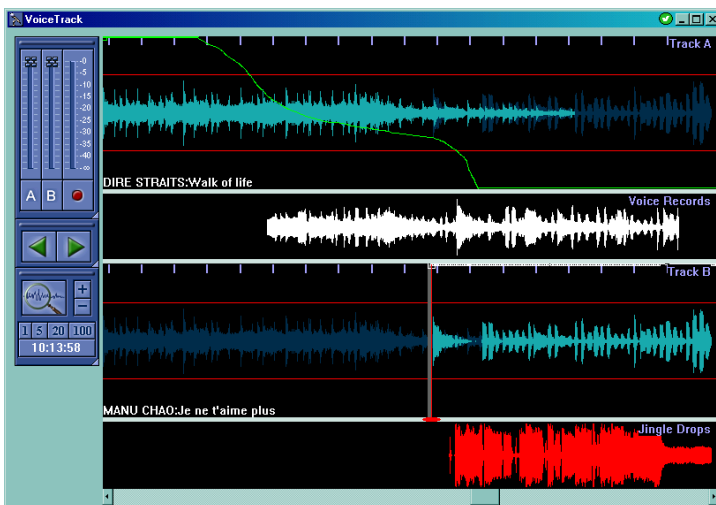 VoiceTrack
Track A
-0
-5
-10
-15
-20
-25
-30
-35
-40
-∞
A B
DIRE STRAITS:Walk of life
Voice Records
Track B
1 5 20 100
10:13:58
MANU CHAO:Je ne t'aime plus
Jingle Drops